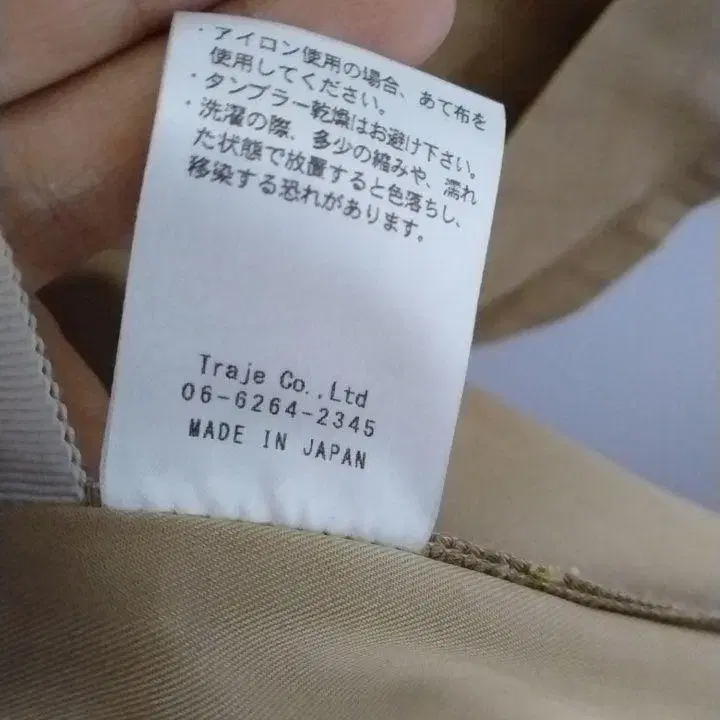 ・アイロン使用の場合、あて布を
使用してください。
・タンブラー乾燥はお避け下さい。
・洗濯の際、多少の縮みや、濡れ
た状態で放置すると色落ちし、
移染する恐れがあります。
Traje Co.,Ltd
06-6264-2345
MADE IN JAPAN